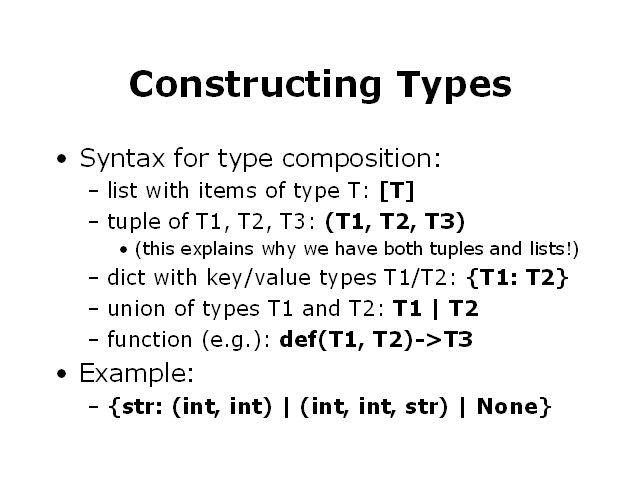 Constructing Types
• Syntax for type composition:
– list with items of type T: [T]
– tuple of T1, T2, T3: (T1, T2, T3)
• (this explains why we have both tuples and lists!)
– dict with key/value types T1/T2: {T1: T2}
– union of types T1 and T2: T1 | T2
– function (e.g.): def(T1, T2)->T3
• Example:
– {str: (int, int) | (int, int, str) | None}